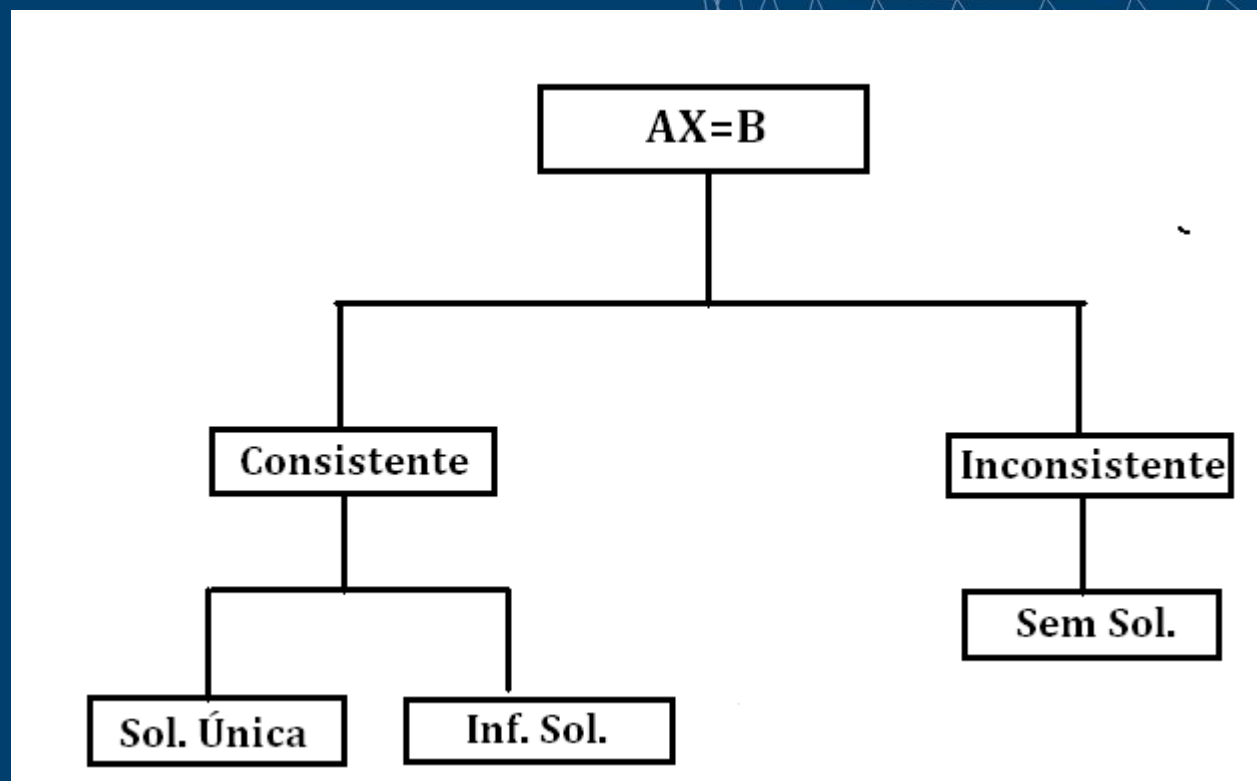 AX=B
Consistente
Inconsistente
Sem Sol.
Sol. Única
Inf. Sol.